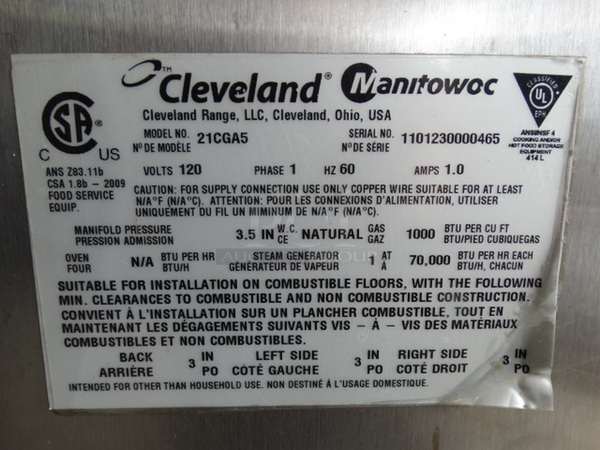 ™Cleveland® Manitowoc
Cleveland Range, LLC, Cleveland, Ohio, USA
CLASSIFIED
UL
EPH
ANSI/NSF 4
COOKING AND/OR
HOT FOOD STORAGE
EQUIPMENT
414 L
CSA
C US
MODEL NO. 21CGA5 SERIAL NO. 1101230000465
Nº DE MODÈLE Nº DE SÉRIE
ANS Z83.11b
CSA 1.8b - 2009
FOOD SERVICE
EQUIP.
VOLTS 120 PHASE 1 HZ 60 AMPS 1.0
CAUTION: FOR SUPPLY CONNECTION USE ONLY COPPER WIRE SUITABLE FOR AT LEAST
N/A°F (N/A°C). ATTENTION: POUR LES CONNEXIONS D'ALIMENTATION, UTILISER
UNIQUEMENT DU FIL UN MIMINUM DE N/A°F (N/A°C).
MANIFOLD PRESSURE 3.5 IN W.C. NATURAL GAS 1000 BTU PER CU FT
PRESSION ADMISSION CE GAZ BTU/PIED CUBIQUEGAS
OVEN N/A BTU PER HR STEAM GENERATOR 1 AT 70,000 BTU PER HR EACH
FOUR BTU/H GÉNÉRATEUR DE VAPEUR À BTU/H, CHACUN
SUITABLE FOR INSTALLATION ON COMBUSTIBLE FLOORS, WITH THE FOLLOWING
MIN. CLEARANCES TO COMBUSTIBLE AND NON COMBUSTIBLE CONSTRUCTION.
CONVIENT À L'INSTALLATION SUR UN PLANCHER COMBUSTIBLE, TOUT EN
MAINTENANT LES DÉGAGEMENTS SUIVANTS VIS - À - VIS DES MATÉRIAUX
COMBUSTIBLES ET NON COMBUSTIBLES.
BACK 3 IN LEFT SIDE 3 IN RIGHT SIDE 3 IN
ARRIÈRE PO CÔTÉ GAUCHE PO CÔTÉ DROIT PO
INTENDED FOR OTHER THAN HOUSEHOLD USE. NON DESTINÉ À L'USAGE DOMESTIQUE.